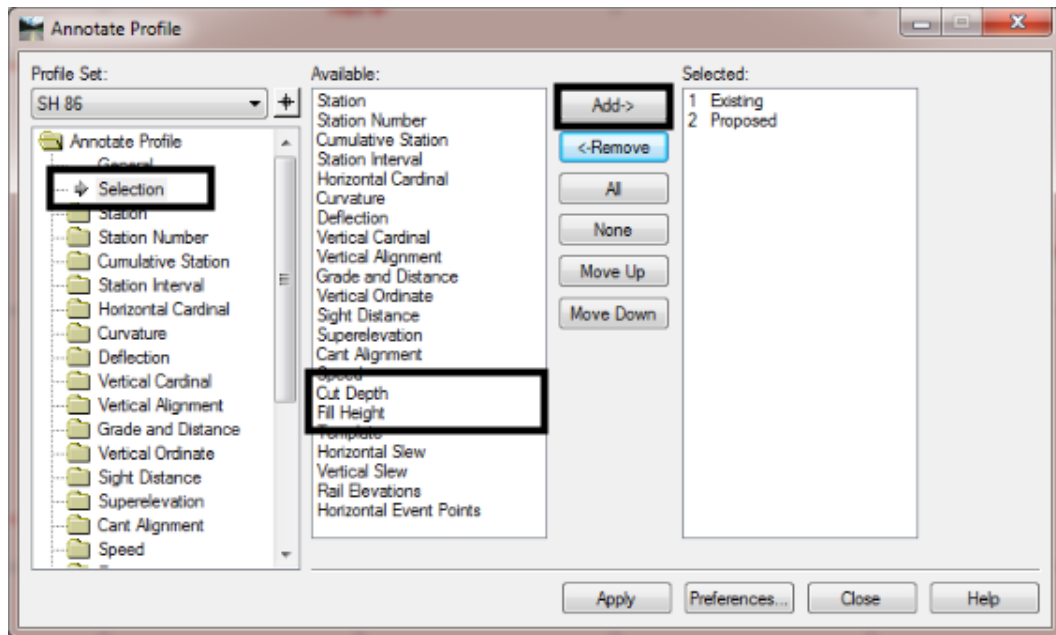 Annotate Profile
Profile Set:
SH 86
Annotate Profile
General
Selection
Station
Station Number
Cumulative Station
Station Interval
Horizontal Cardinal
Curvature
Deflection
Vertical Cardinal
Vertical Alignment
Grade and Distance
Vertical Ordinate
Sight Distance
Superelevation
Cant Alignment
Speed
Available:
Station
Station Number
Cumulative Station
Station Interval
Horizontal Cardinal
Curvature
Deflection
Vertical Cardinal
Vertical Alignment
Grade and Distance
Vertical Ordinate
Sight Distance
Superelevation
Cant Alignment
Speed
Cut Depth
Fill Height
Template
Horizontal Slew
Vertical Slew
Rail Elevations
Horizontal Event Points
Add->
<-Remove
All
None
Move Up
Move Down
Selected:
1 Existing
2 Proposed
Apply
Preferences...
Close
Help